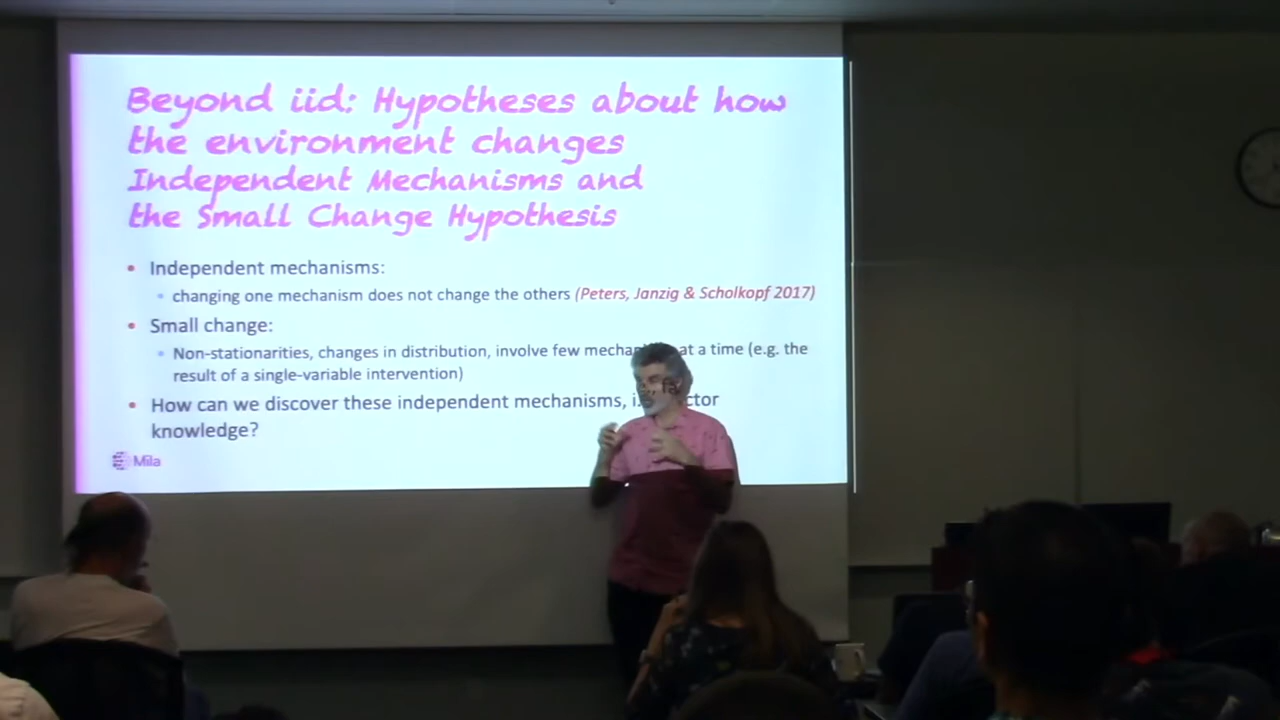 Beyond iid: Hypotheses about how
the environment changes
Independent Mechanisms and
the Small Change Hypothesis
• Independent mechanisms:
• changing one mechanism does not change the others (Peters, Janzig & Scholkopf 2017)
• Small change:
• Non-stationarities, changes in distribution, involve few at a time (e.g. the
result of a single-variable intervention)
• How can we discover these independent mechanisms,
knowledge?
Mila